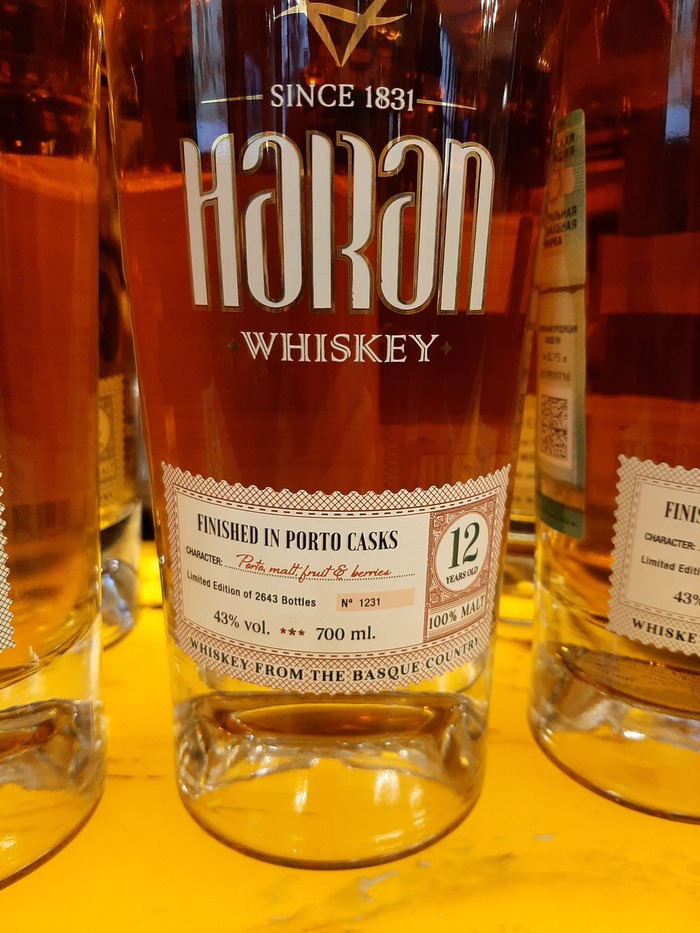 SINCE 1831
HARAN
WHISKEY
FINISHED IN PORTO CASKS
CHARACTER: Porto, malt, fruit & berries
Limited Edition of 2643 Bottles
Nº 1231
43% vol. *** 700 ml.
12
YEARS OLD
100% MALT
WHISKEY FROM THE BASQUE COUNTRY
CHARACTER:
Limited Editi
43%
WHISKE